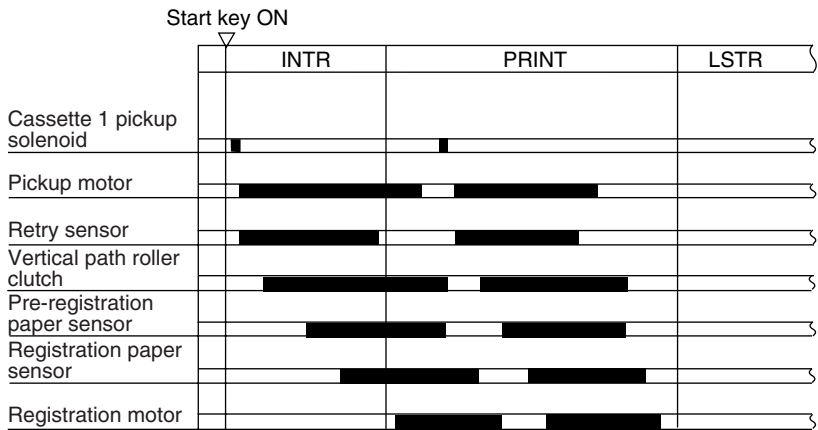 Start key ON
INTR PRINT LSTR
Cassette 1 pickup
solenoid
Pickup motor
Retry sensor
Vertical path roller
clutch
Pre-registration
paper sensor
Registration paper
sensor
Registration motor